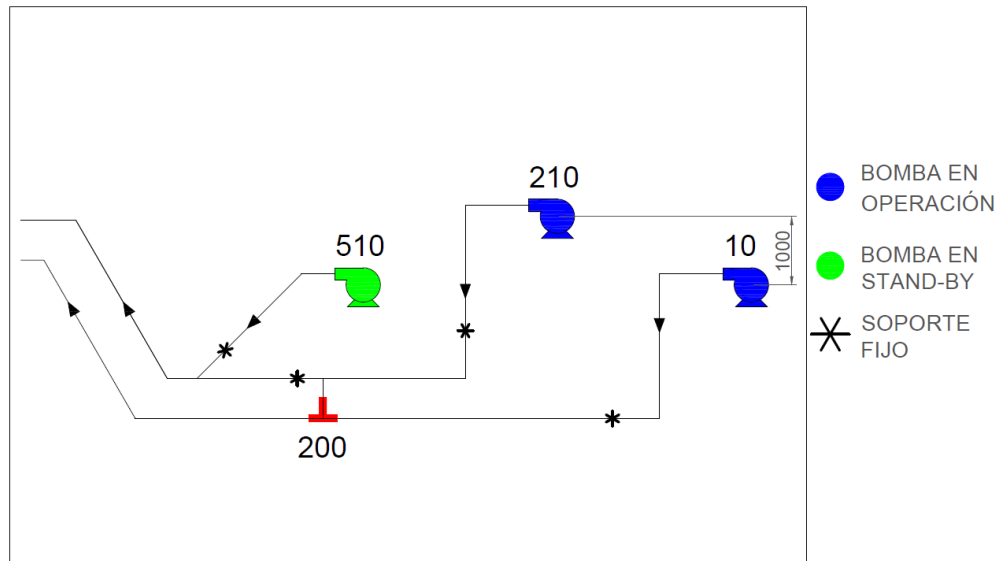 210
510
10
1000
200
BOMBA EN
OPERACIÓN
BOMBA EN
STAND-BY
SOPORTE
FIJO